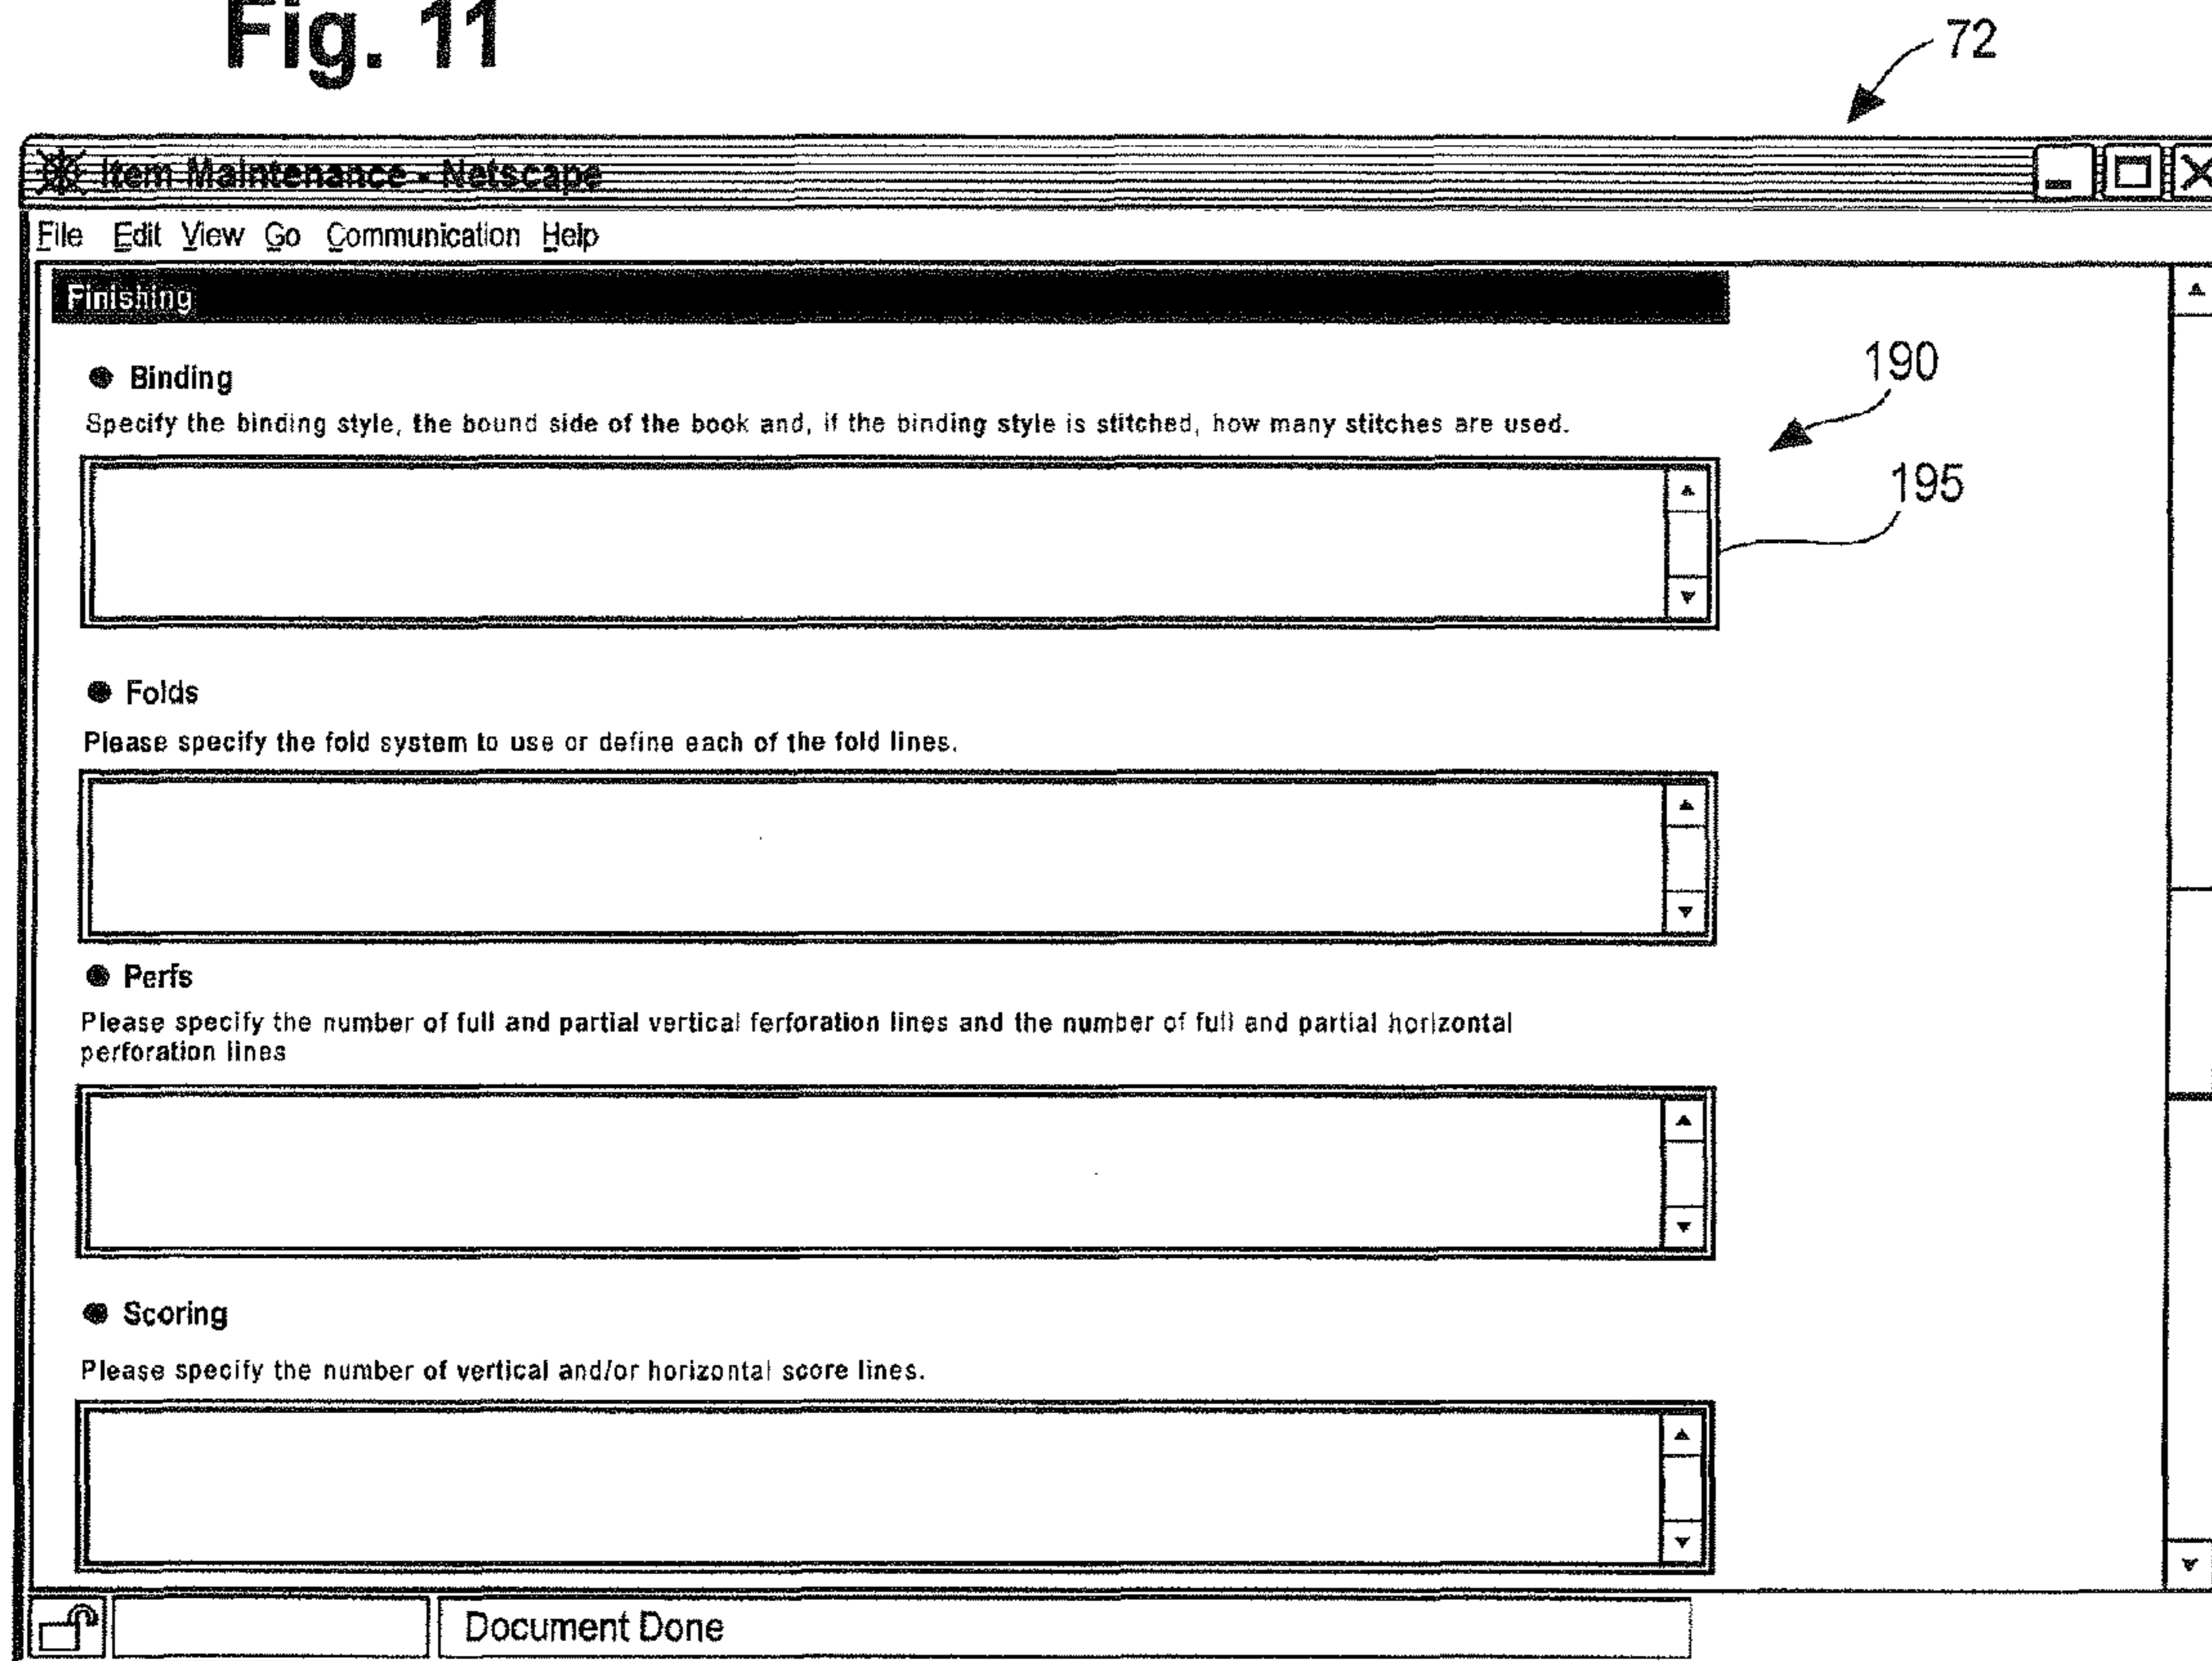 Fig. 11
72
Item Maintenance - Netscape
File Edit View Go Communication Help
Finishing
190
Binding
Specify the binding style, the bound side of the book and, if the binding style is stitched, how many stitches are used.
195
Folds
Please specify the fold system to use or define each of the fold lines.
Perfs
Please specify the number of full and partial vertical ferforation lines and the number of full and partial horizontal
perforation lines
Scoring
Please specify the number of vertical and/or horizontal score lines.
Document Done